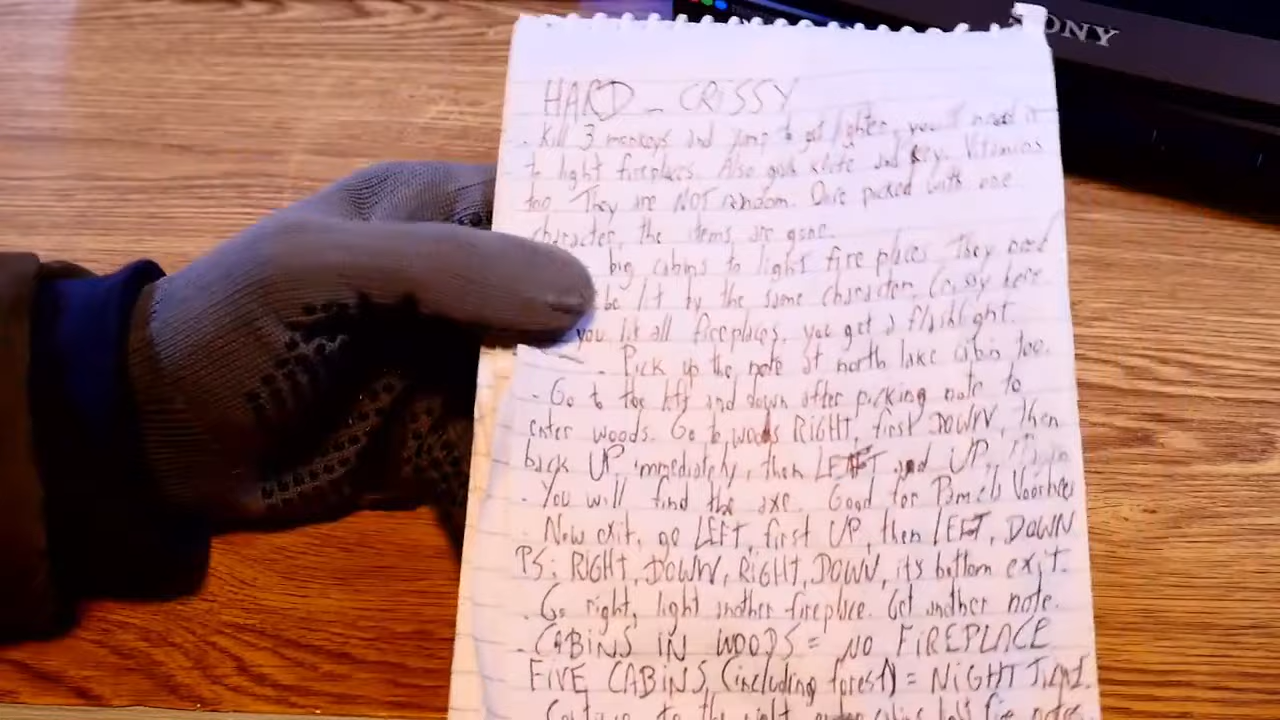 SONY
HARD - CRISSY
- Kill 3 monkeys and jump to get lighter, you'll need it
to light fireplaces. Also grab knife and key. Vitamins
too. They are NOT random. Once picked with one
character, the items are gone.
big cabins to light fire places. They need
be lit by the same character, Crissy here.
you lit all fireplaces, you get a flashlight.
- Pick up the note at north lake cabin too.
- Go to the left and down after picking note to
enter woods. Go to woods RIGHT, first DOWN, then
back UP immediately, then LEFT and UP,
- You will find the axe. Good for Pamela Voorhees
- Now exit, go LEFT, first UP, then LEFT, DOWN
PS: RIGHT, DOWN, RIGHT, DOWN, its bottom exit.
- Go right, light another fireplace. Get another note.
- CABINS IN WOODS = NO FIREPLACE
FIVE CABINS (including forest) = NIGHT TIME.
Continue to the right